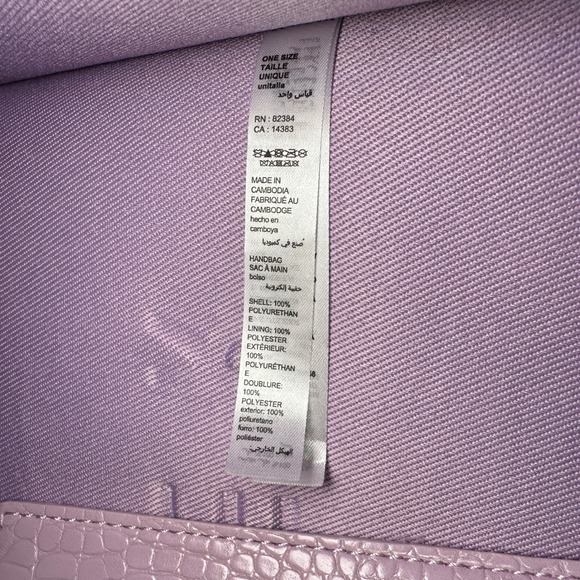 ONE SIZE
TAILLE
UNIQUE
unitalla
قياس واحد
RN : 82384
CA : 14383
MADE IN
CAMBODIA
FABRIQUÉ AU
CAMBODGE
hecho en
camboya
صنع في كمبوديا
HANDBAG
SAC À MAIN
bolso
حقيبة إلكترونية
SHELL: 100%
POLYURETHAN
E
LINING; 100%
POLYESTER
EXTÉRIEUR:
100%
POLYURÉTHAN
E
DOUBLURE:
100%
POLYESTER
exterior: 100%
poliuretano
forro: 100%
poliéster
الهيكل الخارجي: